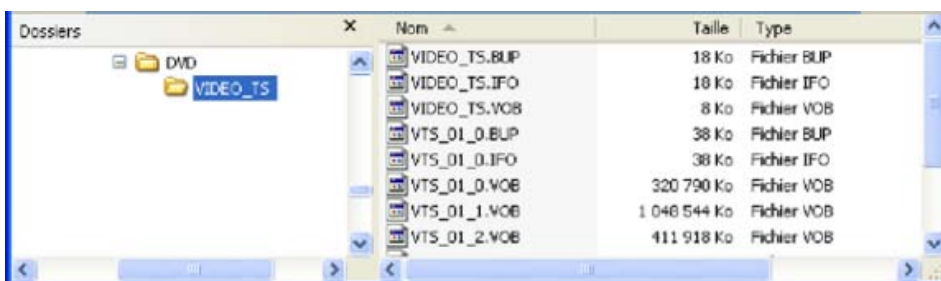 Dossiers
DVD
VIDEO_TS
Nom Taille Type
VIDEO_TS.BUP 18 Ko Fichier BUP
VIDEO_TS.IFO 18 Ko Fichier IFO
VIDEO_TS.VOB 8 Ko Fichier VOB
VTS_01_0.BUP 38 Ko Fichier BUP
VTS_01_0.IFO 38 Ko Fichier IFO
VTS_01_0.VOB 320 790 Ko Fichier VOB
VTS_01_1.VOB 1 048 544 Ko Fichier VOB
VTS_01_2.VOB 411 918 Ko Fichier VOB